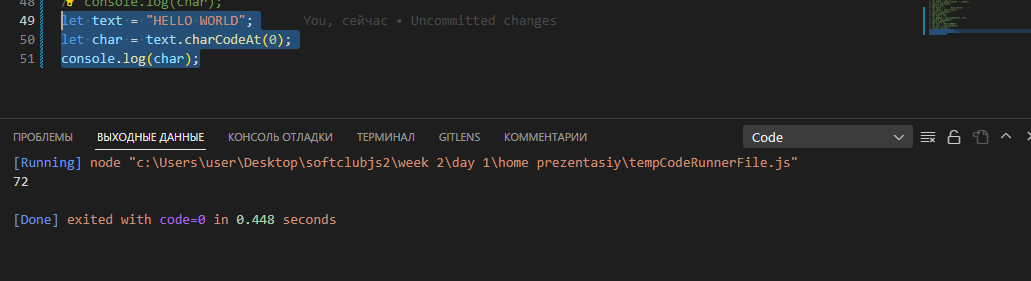 48 // console.log(char);
49 let text = "HELLO WORLD"; You, сейчас • Uncommitted changes
50 let char = text.charCodeAt(0);
51 console.log(char);
ПРОБЛЕМЫ ВЫХОДНЫЕ ДАННЫЕ КОНСОЛЬ ОТЛАДКИ ТЕРМИНАЛ GITLENS КОММЕНТАРИИ Code
[Running] node "c:\Users\user\Desktop\softclubjs2\week 2\day 1\home prezentasiy\tempCodeRunnerFile.js"
72
[Done] exited with code=0 in 0.448 seconds